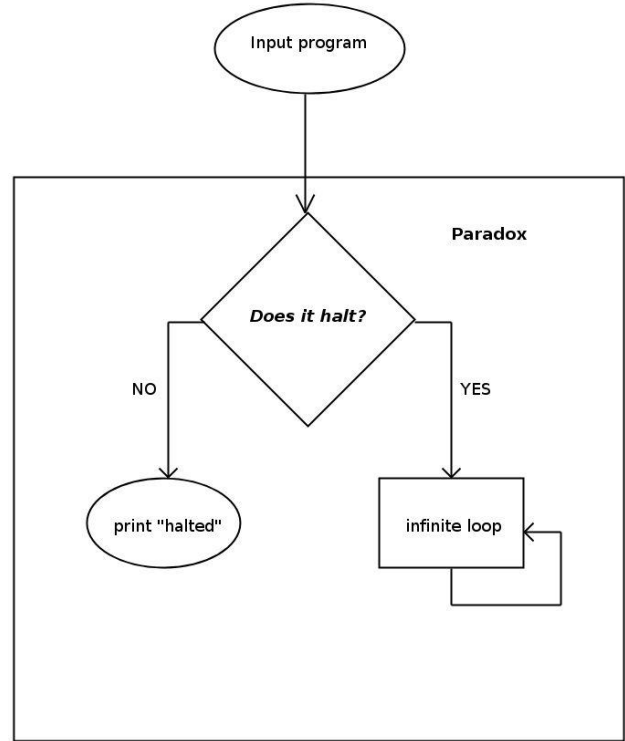 Input program
Paradox
Does it halt?
NO
YES
print "halted"
infinite loop